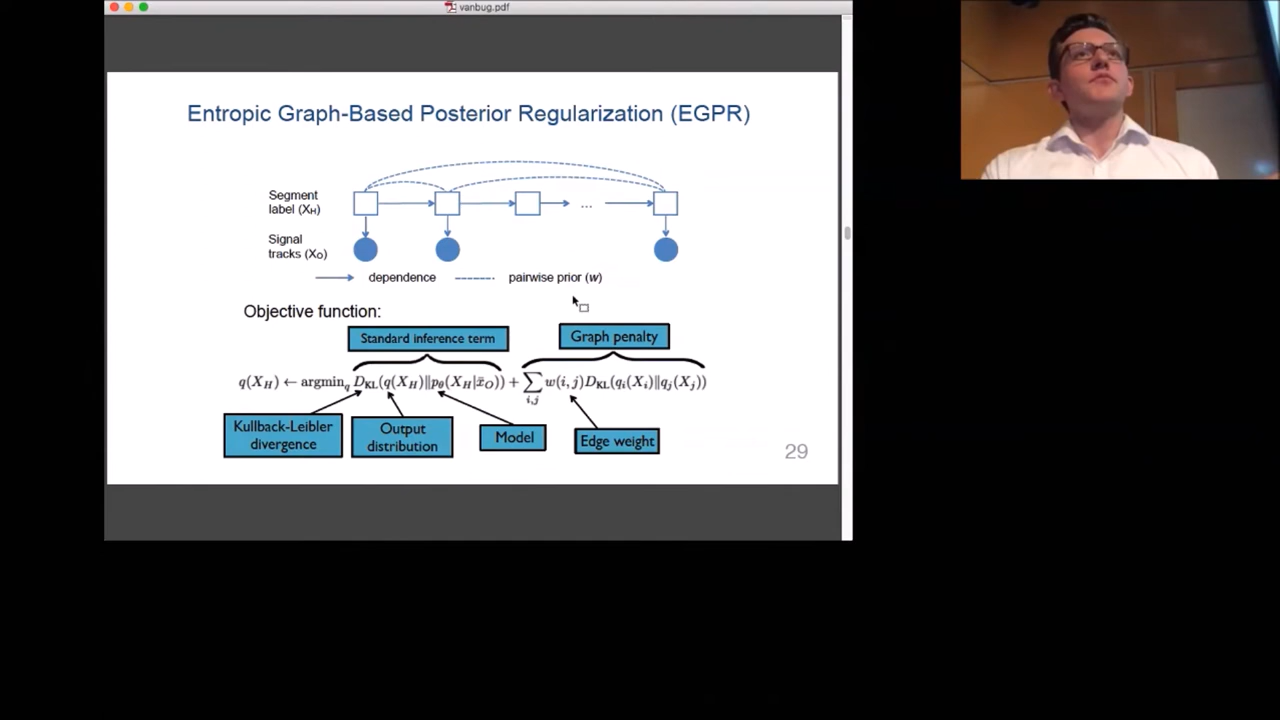 vanbug.pdf
Entropic Graph-Based Posterior Regularization (EGPR)
Segment
label (X_H)
...
Signal
tracks (X_O)
dependence
pairwise prior (w)
Objective function:
Standard inference term
Graph penalty
q(X_H) ← argmin_q D_KL(q(X_H)‖p_θ(X_H|x̄_O)) + ∑_{i,j} w(i,j)D_KL(q_i(X_i)‖q_j(X_j))
Kullback-Leibler
divergence
Output
distribution
Model
Edge weight
29